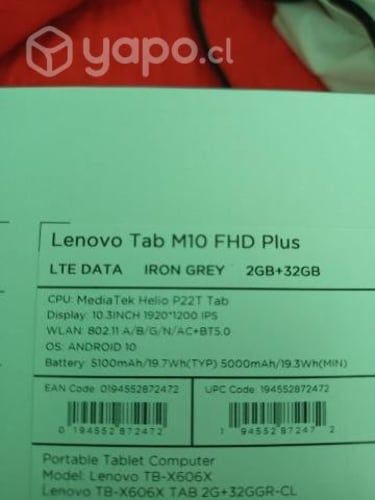 yapo.cl
Lenovo Tab M10 FHD Plus
LTE DATA IRON GREY 2GB+32GB
CPU: MediaTek Helio P22T Tab
Display: 10.3INCH 1920*1200 IPS
WLAN: 802.11 A/B/G/N/AC+BT5.0
OS: ANDROID 10
Battery: 5100mAh/19.7Wh(TYP) 5000mAh/19.3Wh(MIN)
EAN Code: 0194552872472 UPC Code: 194552872472
0 194552 872472 1 94552 87247 2
Portable Tablet Computer
Model: Lenovo TB-X606X
Lenovo TB-X606X TAB 2G+32GGR-CL